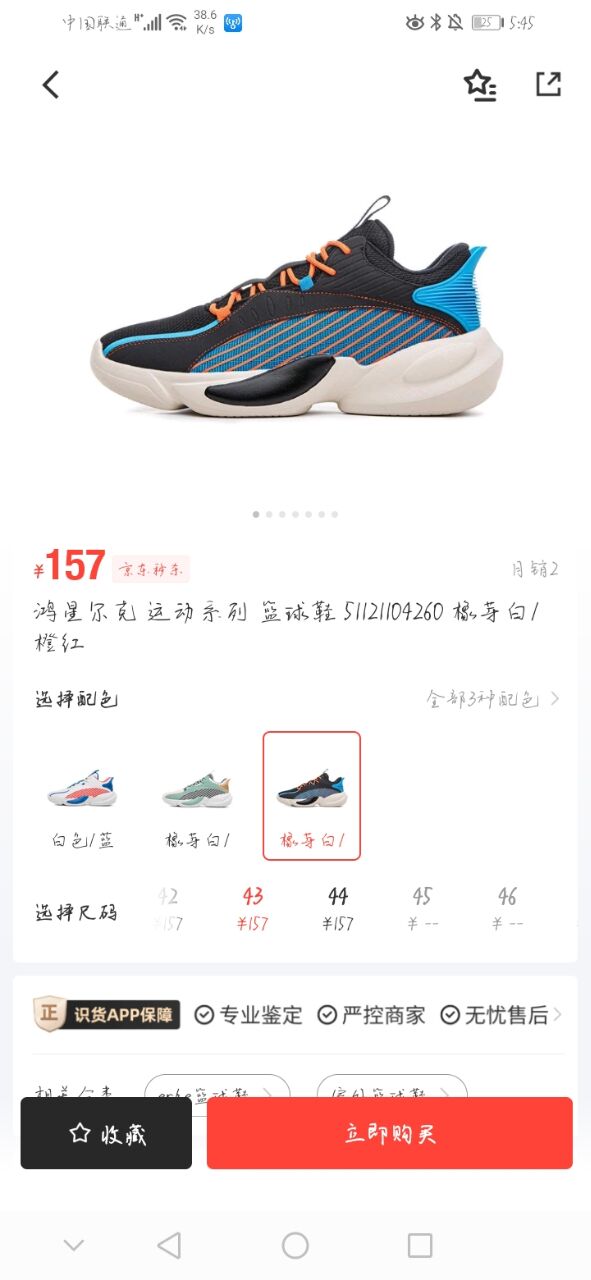 中国联通 38.6 K/s 25 5:45
¥157 京东秒杀 月销2
鸿星尔克 运动系列 篮球鞋 51121104260 橡芽白/
橙红
选择配色 全部3种配色
白色/蓝 橡芽白/ 橡芽白/
选择尺码 42 43 44 45 46
¥157 ¥157 ¥157 ¥ -- ¥ --
正 识货APP保障 专业鉴定 严控商家 无忧售后
相关分类 erke篮球鞋
收藏 立即购买